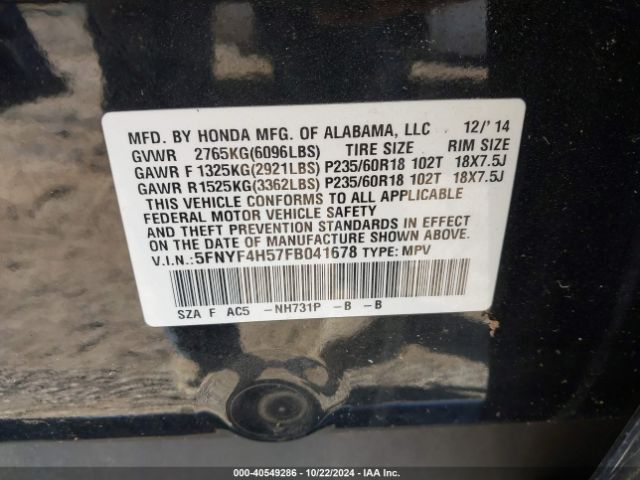 MFD. BY HONDA MFG. OF ALABAMA, LLC 12/'14
GVWR 2765KG(6096LBS) TIRE SIZE RIM SIZE
GAWR F 1325KG(2921LBS) P235/60R18 102T 18X7.5J
GAWR R1525KG(3362LBS) P235/60R18 102T 18X7.5J
THIS VEHICLE CONFORMS TO ALL APPLICABLE
FEDERAL MOTOR VEHICLE SAFETY
AND THEFT PREVENTION STANDARDS IN EFFECT
ON THE DATE OF MANUFACTURE SHOWN ABOVE.
V.I.N.:5FNYF4H57FB041678 TYPE: MPV
SZA F AC5 -NH731P -B -B
000-40549286 - 10/22/2024 - IAA Inc.